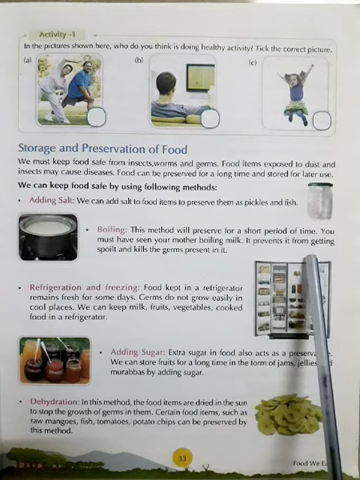 Activity -1
In the pictures shown here, who do you think is doing healthy activity? Tick the correct picture.
(a) (b) (c)
Storage and Preservation of Food
We must keep food safe from insects,worms and germs. Food items exposed to dust and
insects may cause diseases. Food can be preserved for a long time and stored for later use.
We can keep food safe by using following methods:
• Adding Salt: We can add salt to food items to preserve them as pickles and fish.
• Boiling: This method will preserve for a short period of time. You
must have seen your mother boiling milk. It prevents it from getting
spoilt and kills the germs present in it.
• Refrigeration and freezing: Food kept in a refrigerator
remains fresh for some days. Germs do not grow easily in
cool places. We can keep milk, fruits, vegetables, cooked
food in a refrigerator.
• Adding Sugar: Extra sugar in food also acts as a
We can store fruits for a long time in the form of jams,
murabbas by adding sugar.
• Dehydration: In this method, the food items are dried in the sun
to stop the growth of germs in them. Certain food items, such as
raw mangoes, fish, tomatoes, potato chips can be preserved by
this method.
33
Food We